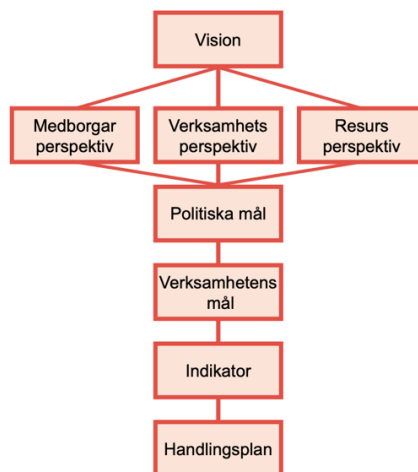 Vision
Medborgar
perspektiv
Verksamhets
perspektiv
Resurs
perspektiv
Politiska mål
Verksamhetens
mål
Indikator
Handlingsplan